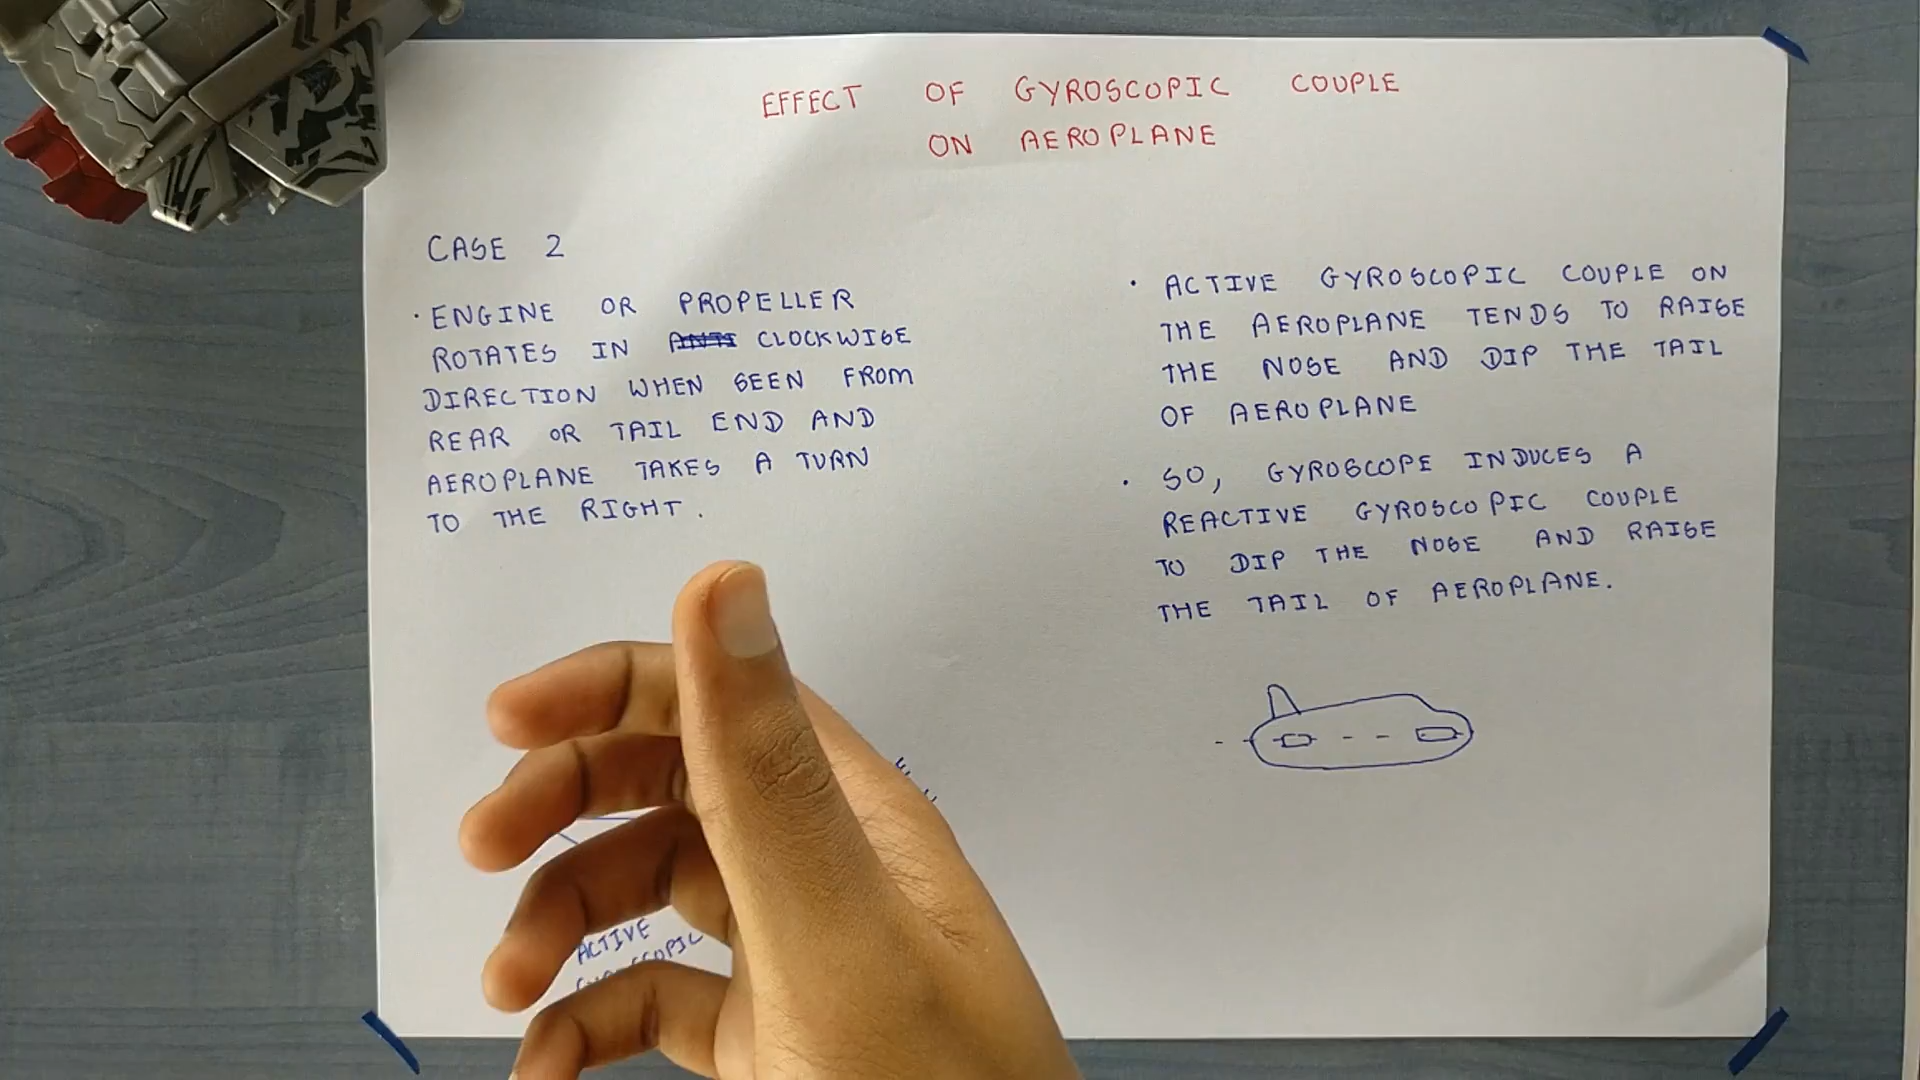 EFFECT OF GYROSCOPIC COUPLE
ON AEROPLANE
CASE 2
· ENGINE OR PROPELLER
ROTATES IN CLOCKWISE
DIRECTION WHEN SEEN FROM
REAR OR TAIL END AND
AEROPLANE TAKES A TURN
TO THE RIGHT.
· ACTIVE GYROSCOPIC COUPLE ON
THE AEROPLANE TENDS TO RAISE
THE NOSE AND DIP THE TAIL
OF AEROPLANE
· SO, GYROSCOPE INDUCES A
REACTIVE GYROSCOPIC COUPLE
TO DIP THE NOSE AND RAISE
THE TAIL OF AEROPLANE.
ACTIVE